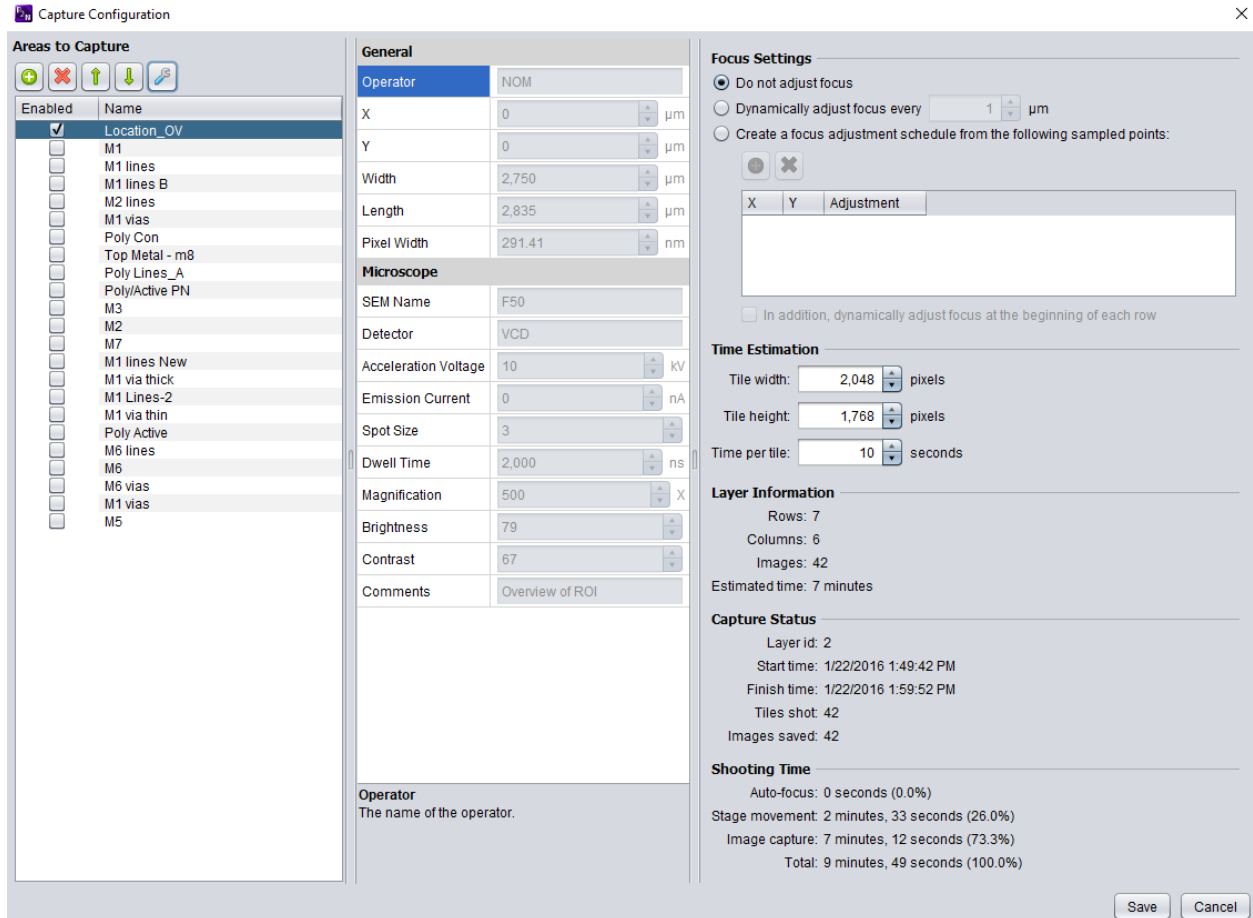 Capture Configuration
Areas to Capture
Enabled Name
Location_OV
M1
M1 lines
M1 lines B
M2 lines
M1 vias
Poly Con
Top Metal - m8
Poly Lines_A
Poly/Active PN
M3
M2
M7
M1 lines New
M1 via thick
M1 Lines-2
M1 via thin
Poly Active
M6 lines
M6
M6 vias
M1 vias
M5
General
Operator NOM
X 0 µm
Y 0 µm
Width 2,750 µm
Length 2,835 µm
Pixel Width 291.41 nm
Microscope
SEM Name F50
Detector VCD
Acceleration Voltage 10 kV
Emission Current 0 nA
Spot Size 3
Dwell Time 2,000 ns
Magnification 500 X
Brightness 79
Contrast 67
Comments Overview of ROI
Operator
The name of the operator.
Focus Settings
Do not adjust focus
Dynamically adjust focus every 1 µm
Create a focus adjustment schedule from the following sampled points:
X Y Adjustment
In addition, dynamically adjust focus at the beginning of each row
Time Estimation
Tile width: 2,048 pixels
Tile height: 1,768 pixels
Time per tile: 10 seconds
Layer Information
Rows: 7
Columns: 6
Images: 42
Estimated time: 7 minutes
Capture Status
Layer id: 2
Start time: 1/22/2016 1:49:42 PM
Finish time: 1/22/2016 1:59:52 PM
Tiles shot: 42
Images saved: 42
Shooting Time
Auto-focus: 0 seconds (0.0%)
Stage movement: 2 minutes, 33 seconds (26.0%)
Image capture: 7 minutes, 12 seconds (73.3%)
Total: 9 minutes, 49 seconds (100.0%)
Save Cancel